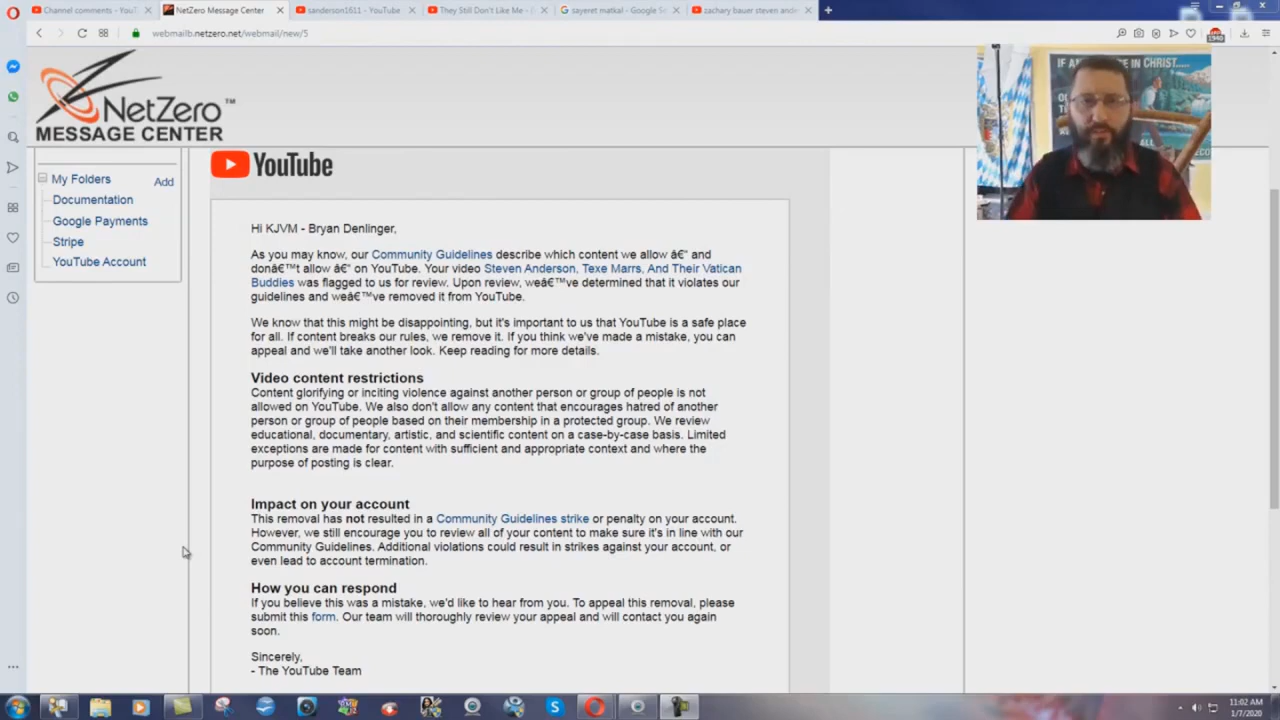 Channel comments - YouT
NetZero Message Center
sanderson1611 - YouTube
They Still Don't Like Me - (
sayeret matkal - Google Se
zachary bauer steven and
webmailb.netzero.net/webmail/new/5
NetZero™
MESSAGE CENTER
My Folders
Add
Documentation
Google Payments
Stripe
YouTube Account
YouTube
Hi KJVM - Bryan Denlinger,
As you may know, our Community Guidelines describe which content we allow â€“ and
donâ€™t allow â€“ on YouTube. Your video Steven Anderson, Texe Marrs, And Their Vatican
Buddies was flagged to us for review. Upon review, weâ€™ve determined that it violates our
guidelines and weâ€™ve removed it from YouTube.
We know that this might be disappointing, but it's important to us that YouTube is a safe place
for all. If content breaks our rules, we remove it. If you think we've made a mistake, you can
appeal and we'll take another look. Keep reading for more details.
Video content restrictions
Content glorifying or inciting violence against another person or group of people is not
allowed on YouTube. We also don't allow any content that encourages hatred of another
person or group of people based on their membership in a protected group. We review
educational, documentary, artistic, and scientific content on a case-by-case basis. Limited
exceptions are made for content with sufficient and appropriate context and where the
purpose of posting is clear.
Impact on your account
This removal has not resulted in a Community Guidelines strike or penalty on your account.
However, we still encourage you to review all of your content to make sure it's in line with our
Community Guidelines. Additional violations could result in strikes against your account, or
even lead to account termination.
How you can respond
If you believe this was a mistake, we'd like to hear from you. To appeal this removal, please
submit this form. Our team will thoroughly review your appeal and will contact you again
soon.
Sincerely,
- The YouTube Team
IF AN IN CHRIST.....
11:02 AM
1/7/2020